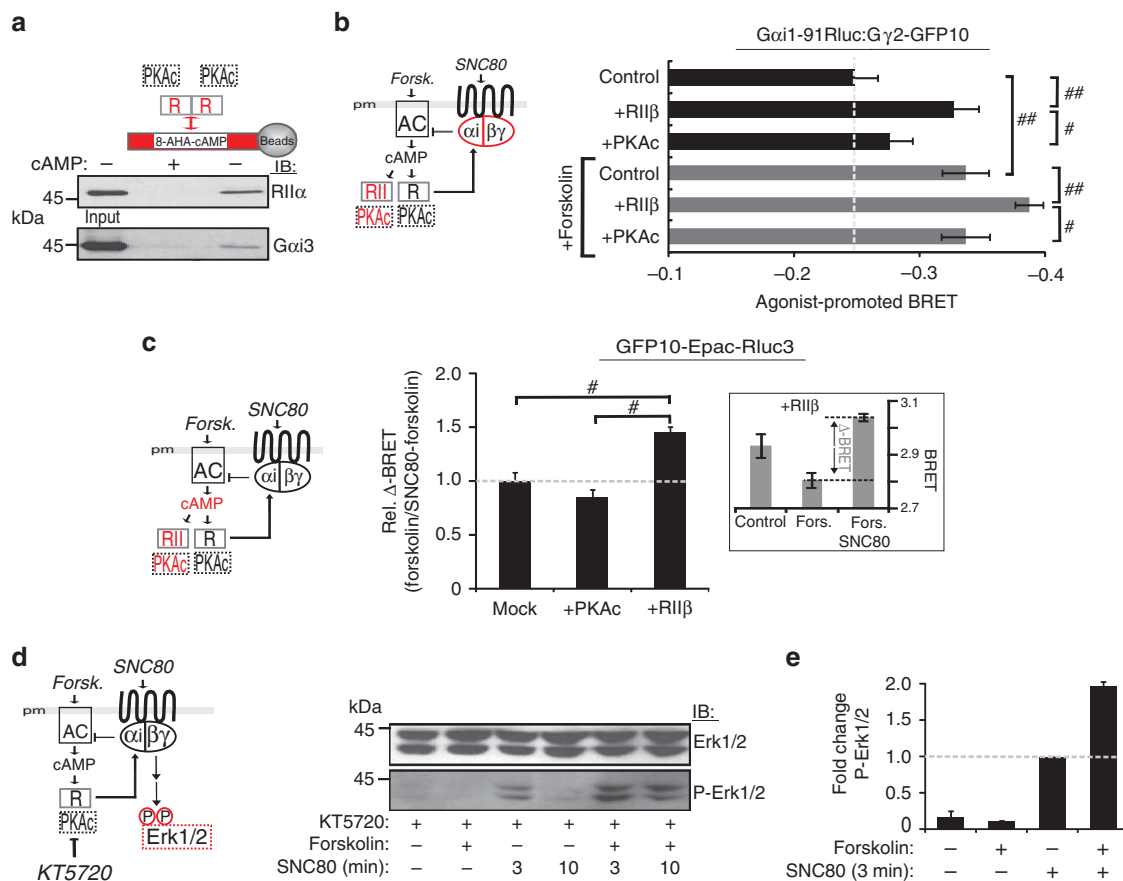 a
PKAc PKAc
R R
8-AHA-cAMP Beads
cAMP: – + – IB:
45 RIIα
kDa Input
45 Gαi3
b
SNC80
Forsk.
pm
AC αi βγ
cAMP
RII R
PKAc PKAc
Gαi1-91Rluc:Gγ2-GFP10
Control
+RIIβ
+PKAc
Control
+RIIβ
+PKAc
+Forskolin
## ## # ## #
–0.1 –0.2 –0.3 –0.4
Agonist-promoted BRET
c
SNC80
Forsk.
pm
AC αi βγ
cAMP
RII R
PKAc PKAc
GFP10-Epac-Rluc3
Rel. Δ-BRET
(forskolin/SNC80-forskolin)
2.0
1.5
1.0
0.5
0
# #
Mock +PKAc +RIIβ
+RIIβ
Δ-BRET
3.1
2.9
2.7
BRET
Control Fors. Fors.
SNC80
d
SNC80
Forsk.
pm
AC αi βγ
cAMP
R
PKAc
P P
Erk1/2
KT5720
kDa IB:
45 Erk1/2
45 P-Erk1/2
KT5720: + + + + + +
Forskolin: – + – – + +
SNC80 (min): – – 3 10 3 10
e
Fold change
P-Erk1/2
2.0
1.0
0.5
0
Forskolin: – + – +
SNC80 (3 min): – – + +